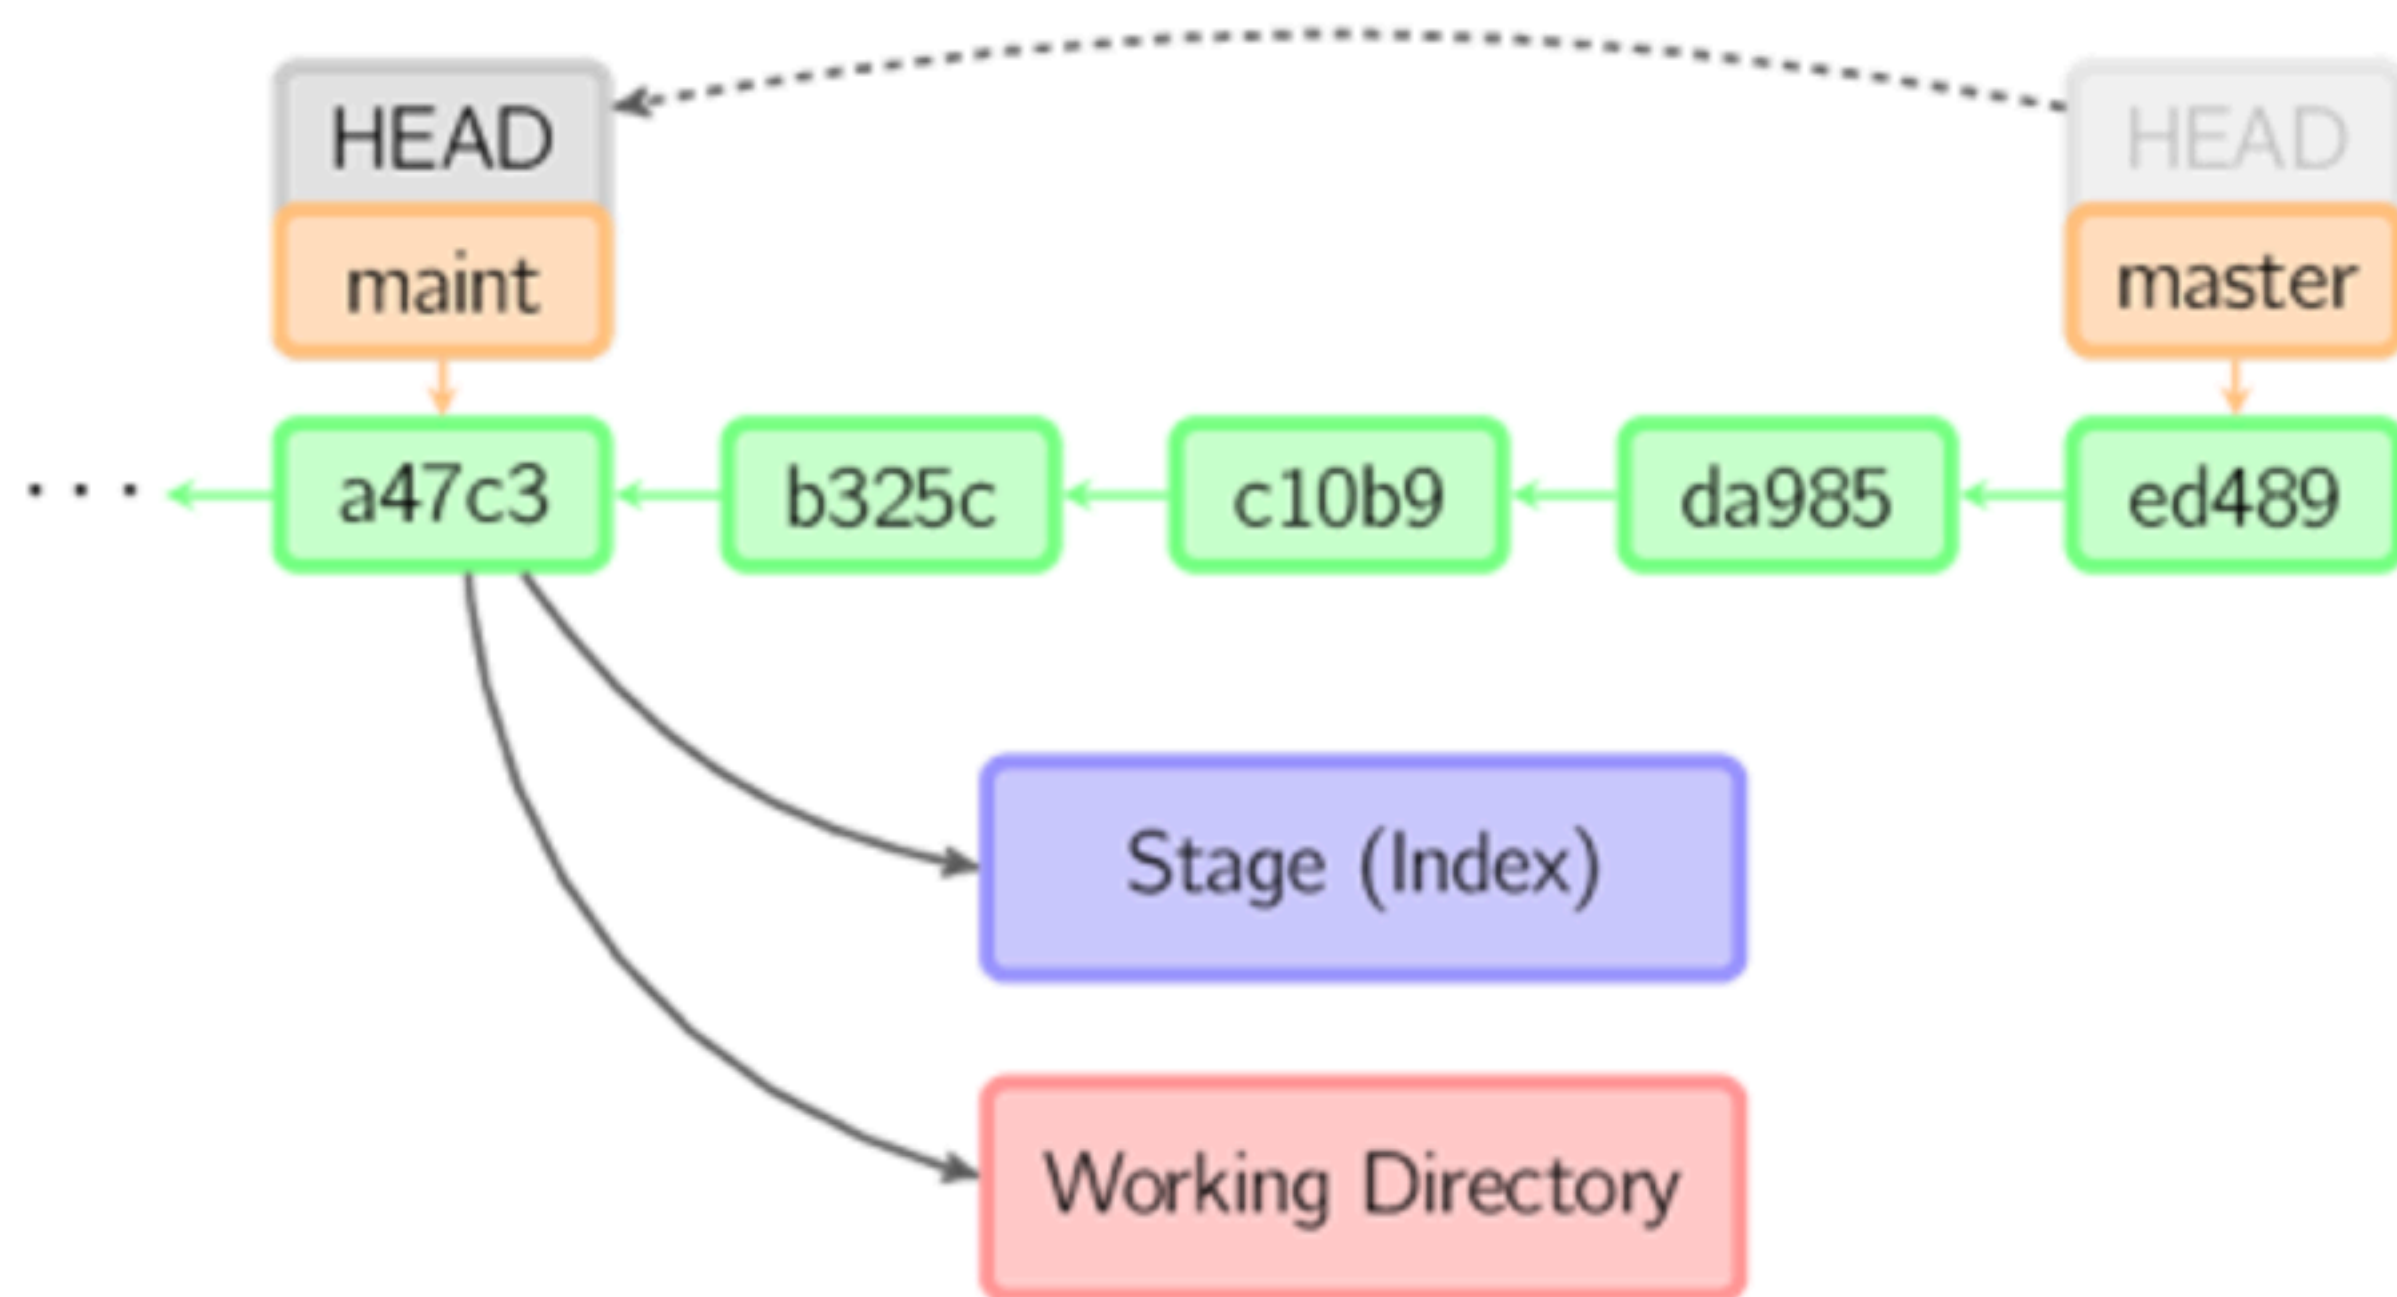 HEAD HEAD
maint master
... a47c3 b325c c10b9 da985 ed489
Stage (Index)
Working Directory